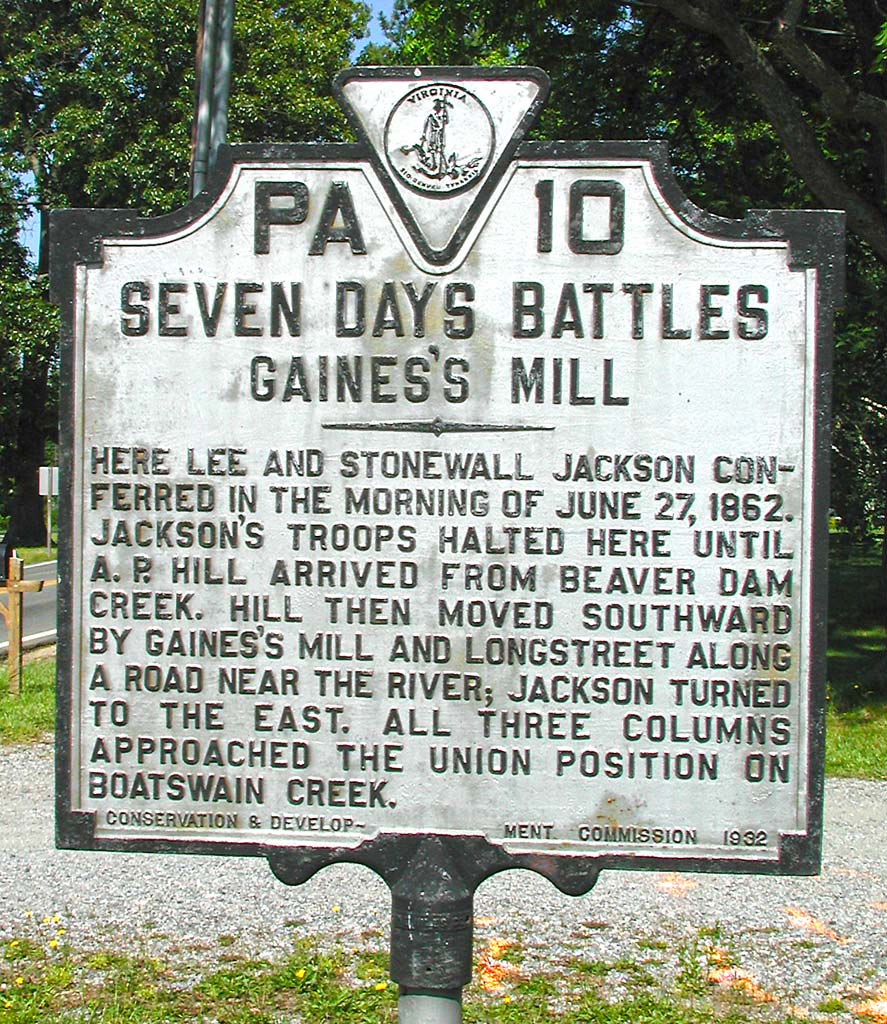 VIRGINIA
SIC SEMPER TYRANNIS
PA 10
SEVEN DAYS BATTLES
GAINES'S MILL
HERE LEE AND STONEWALL JACKSON CON-
FERRED IN THE MORNING OF JUNE 27, 1862.
JACKSON'S TROOPS HALTED HERE UNTIL
A. P. HILL ARRIVED FROM BEAVER DAM
CREEK. HILL THEN MOVED SOUTHWARD
BY GAINES'S MILL AND LONGSTREET ALONG
A ROAD NEAR THE RIVER; JACKSON TURNED
TO THE EAST. ALL THREE COLUMNS
APPROACHED THE UNION POSITION ON
BOATSWAIN CREEK.
CONSERVATION & DEVELOP- MENT COMMISSION 1932